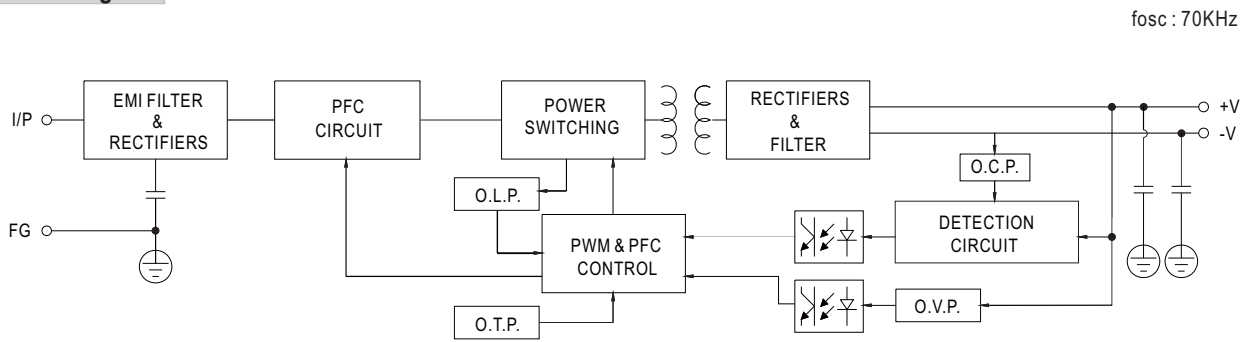 fosc : 70KHz
I/P
EMI FILTER
&
RECTIFIERS
PFC
CIRCUIT
POWER
SWITCHING
RECTIFIERS
&
FILTER
+V
-V
O.C.P.
O.L.P.
FG
PWM & PFC
CONTROL
DETECTION
CIRCUIT
O.T.P.
O.V.P.